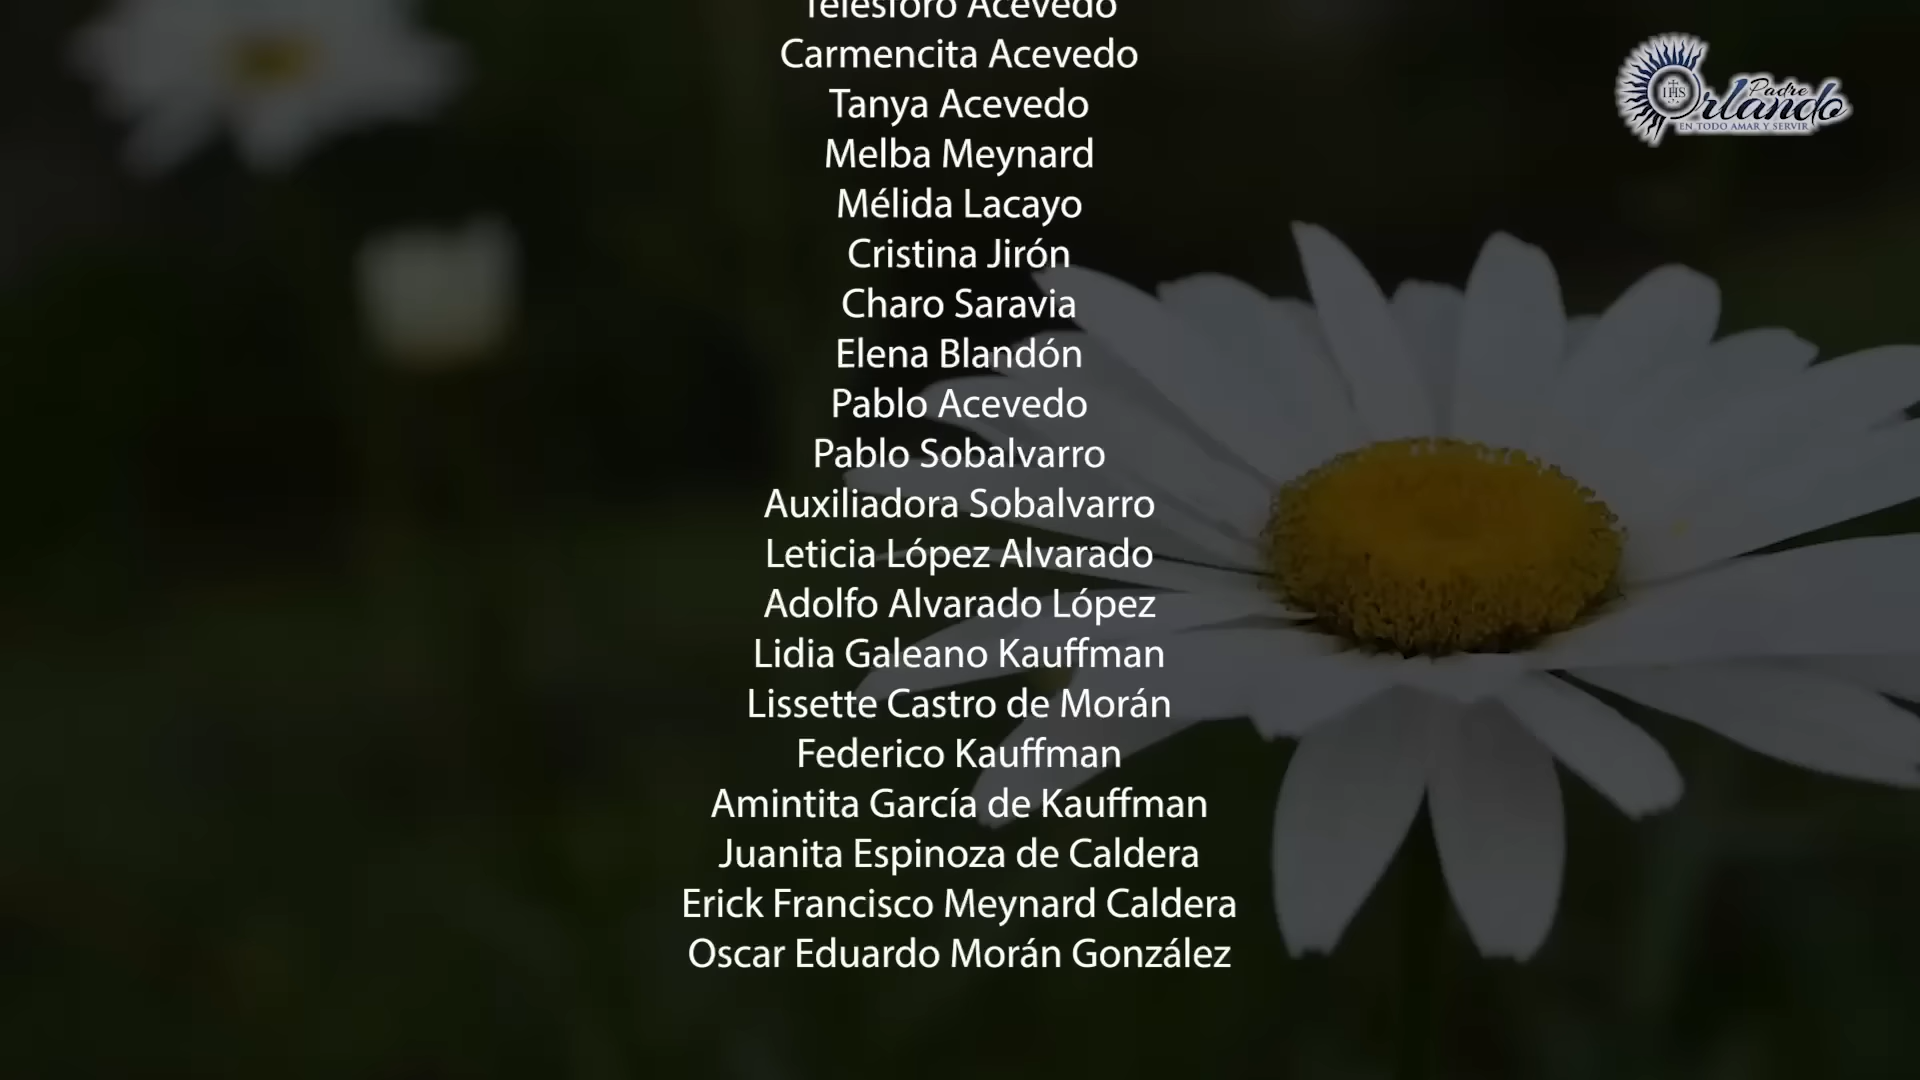 Telesforo Acevedo
Carmencita Acevedo
Tanya Acevedo
Melba Meynard
Mélida Lacayo
Cristina Jirón
Charo Saravia
Elena Blandón
Pablo Acevedo
Pablo Sobalvarro
Auxiliadora Sobalvarro
Leticia López Alvarado
Adolfo Alvarado López
Lidia Galeano Kauffman
Lissette Castro de Morán
Federico Kauffman
Amintita García de Kauffman
Juanita Espinoza de Caldera
Erick Francisco Meynard Caldera
Oscar Eduardo Morán González
IHS
Padre
Orlando
EN TODO AMAR Y SERVIR